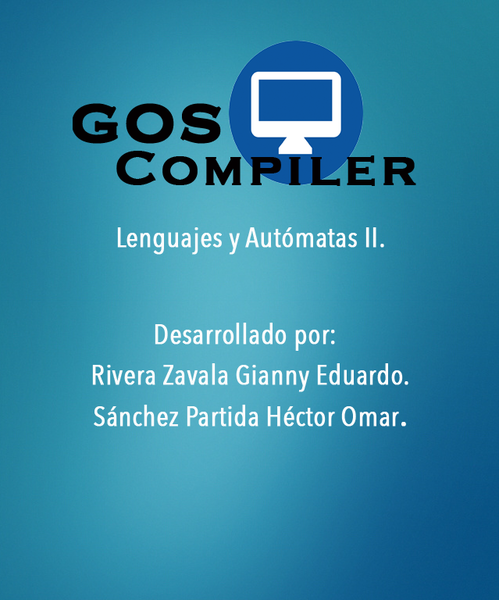 GOS
COMPILER
Lenguajes y Autómatas II.
Desarrollado por:
Rivera Zavala Gianny Eduardo.
Sánchez Partida Héctor Omar.